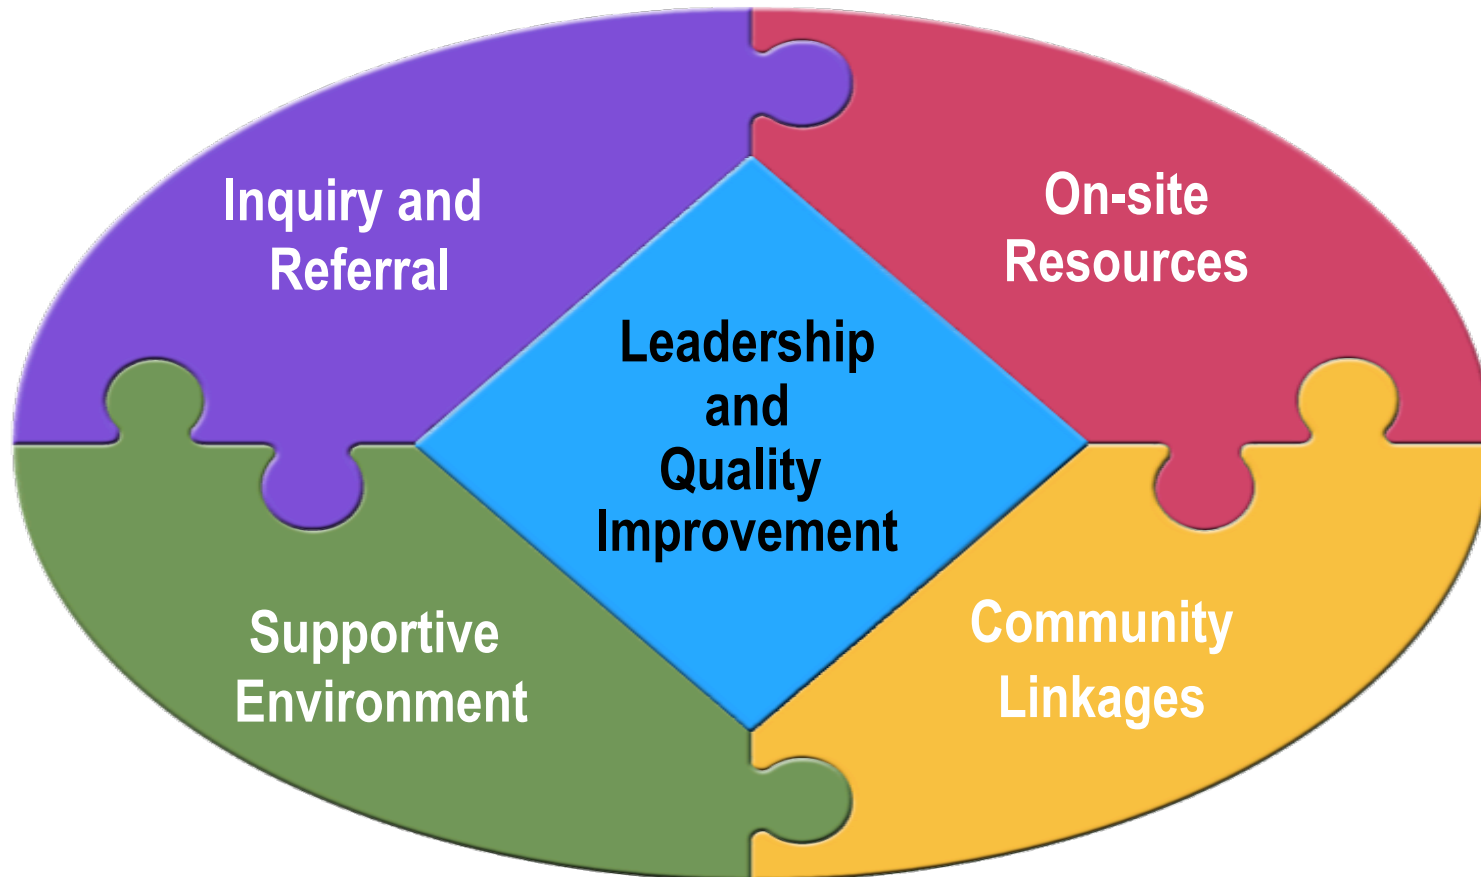 Inquiry and
Referral
On-site
Resources
Leadership
and
Quality
Improvement
Supportive
Environment
Community
Linkages